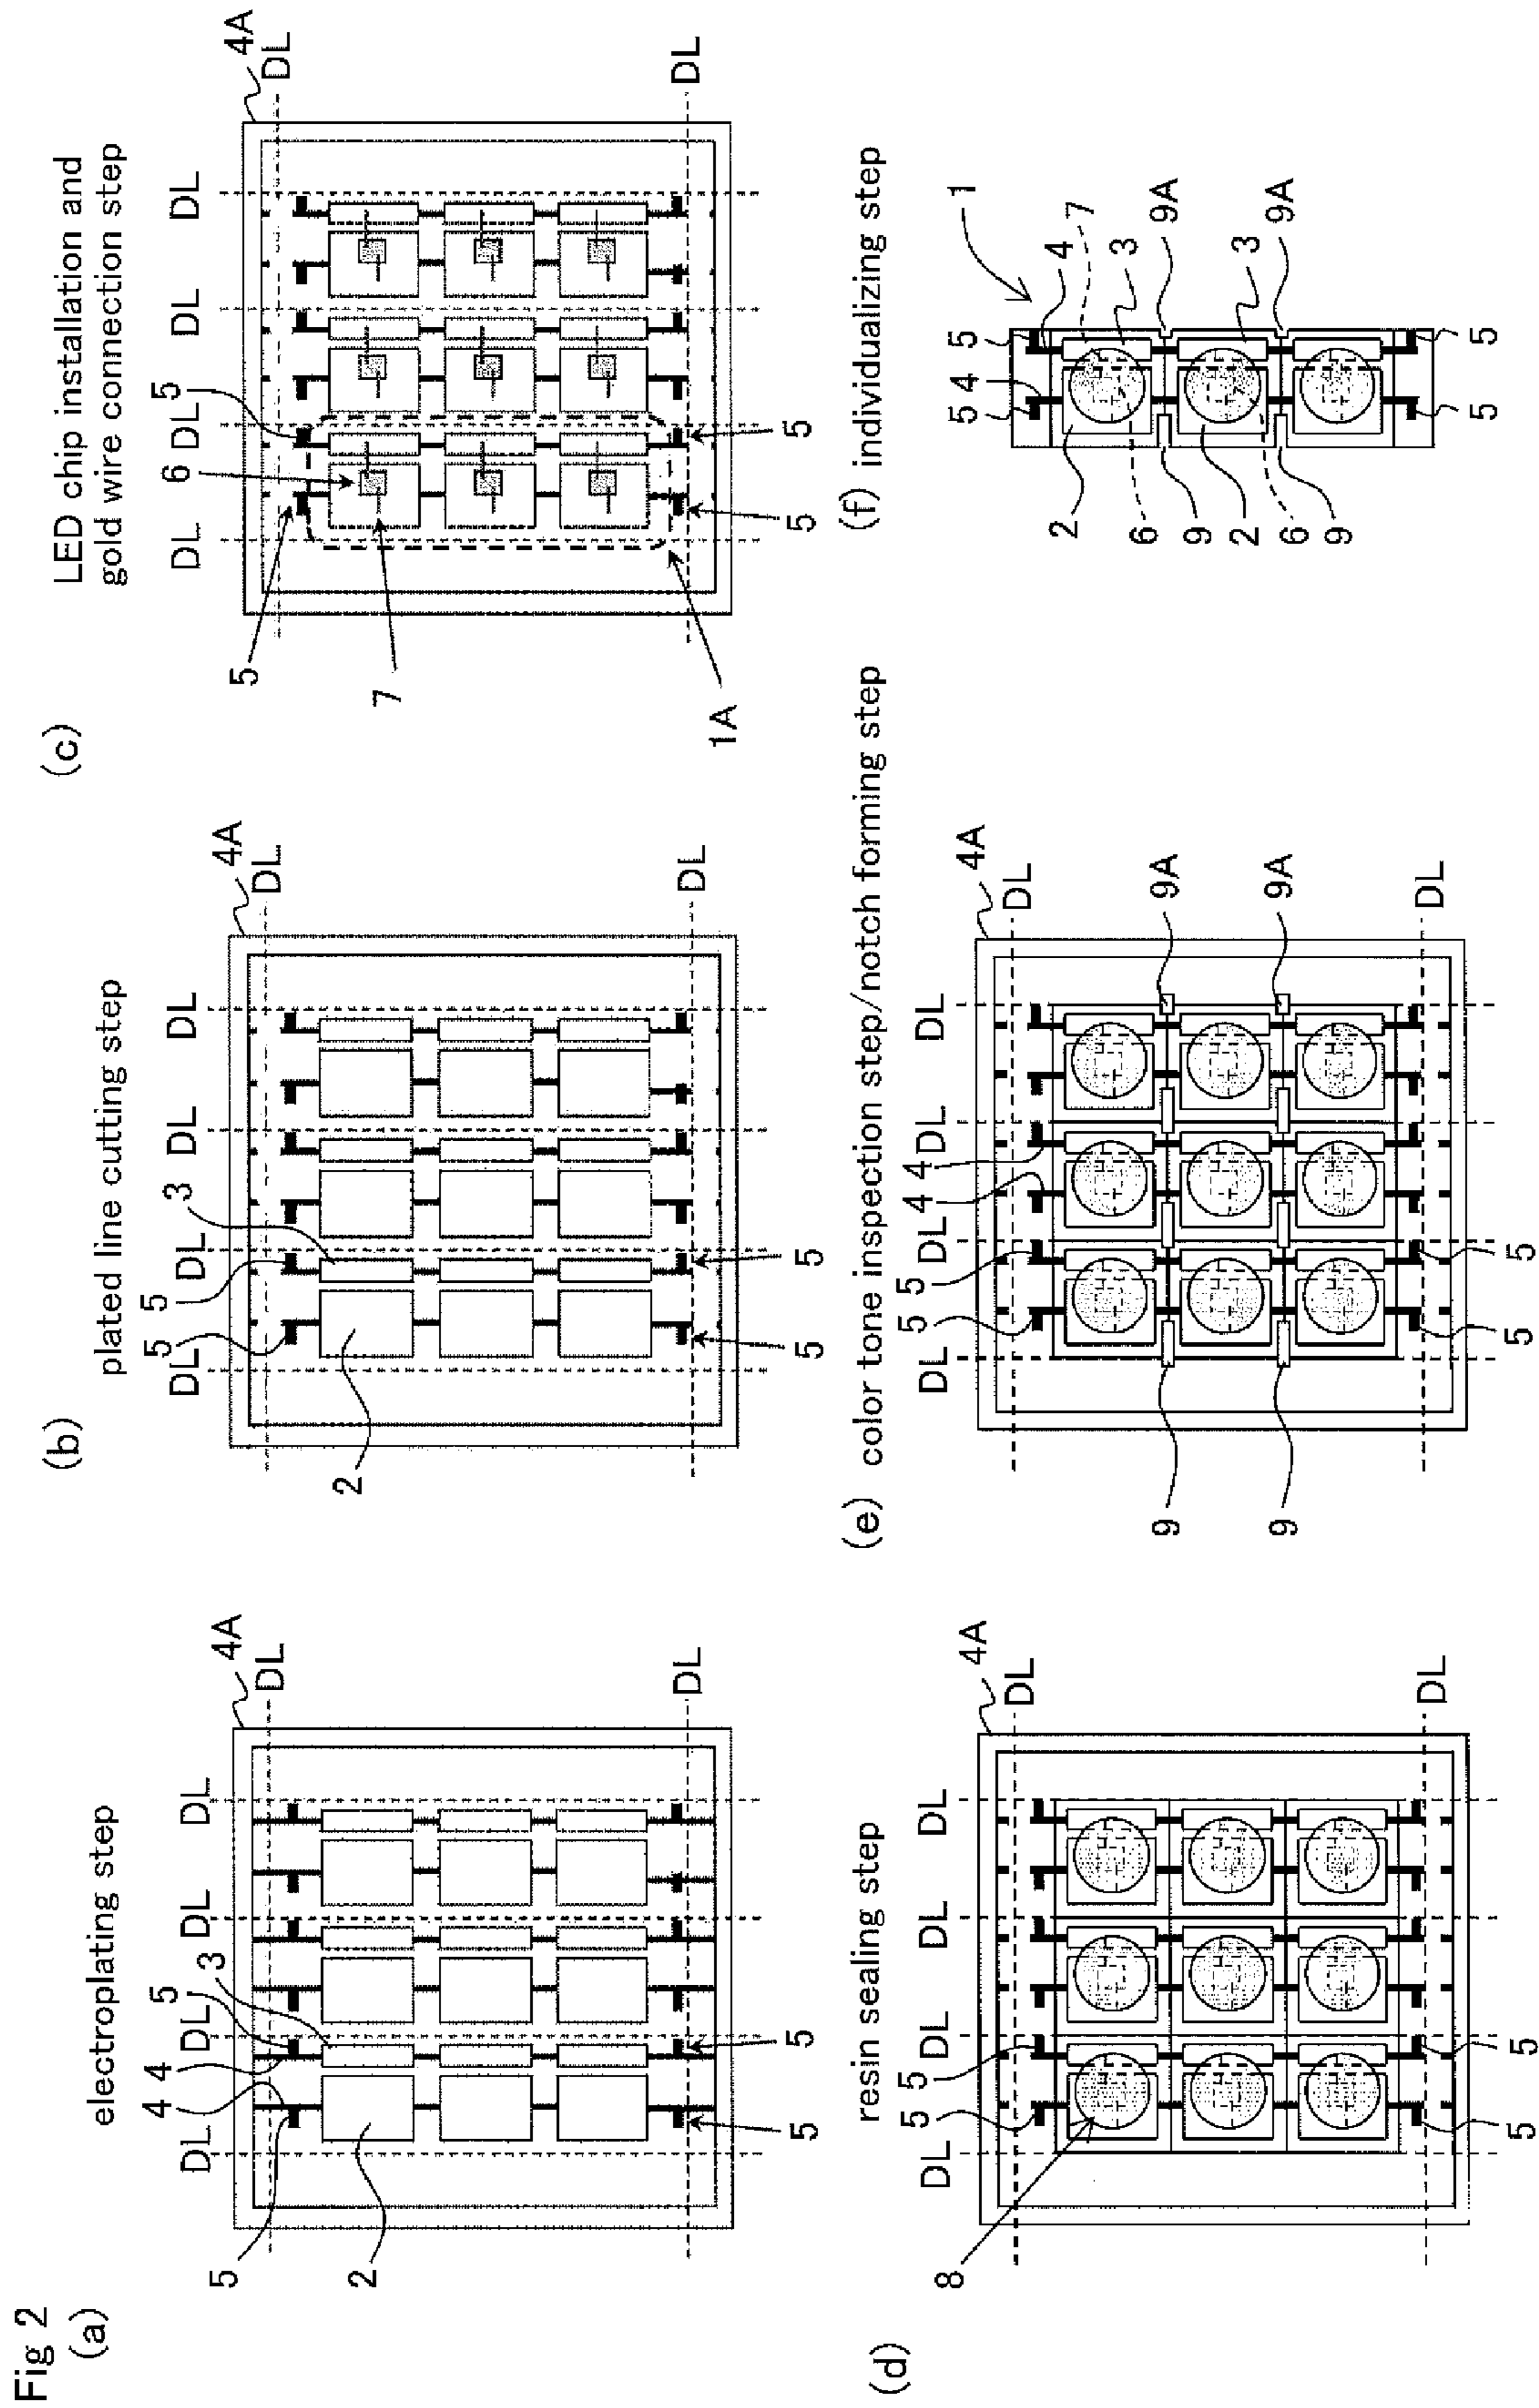 Fig 2
(a)
electroplating step
4 4 5
DL DL DL DL
5
4A
DL
3
2
DL
5 5
(b)
plated line cutting step
5 5 3
DL DL DL DL
4A
DL
2
DL
5 5
(c)
LED chip installation and
gold wire connection step
6 5
DL DL DL DL
4A
DL
5
7
DL
1A
5 5
(d)
resin sealing step
5 5
DL DL DL DL
4A
DL
8
DL
5 5
(e) color tone inspection step/notch forming step
5 5 4 4
DL DL DL DL
4A
DL
9A
9
9A
9
DL
5 5
(f) individualizing step
1
5 4 5 4
7
2
3
6
9A
9
2
3
6
9A
9
5 5